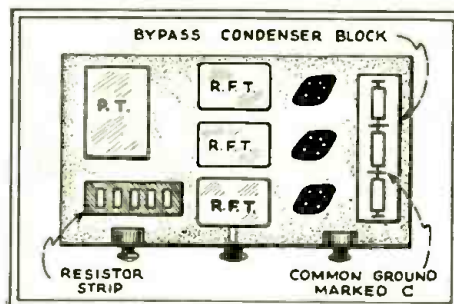 BYPASS CONDENSER BLOCK
P.T.
R.F.T.
R.F.T.
R.F.T.
RESISTOR
STRIP
COMMON GROUND
MARKED C